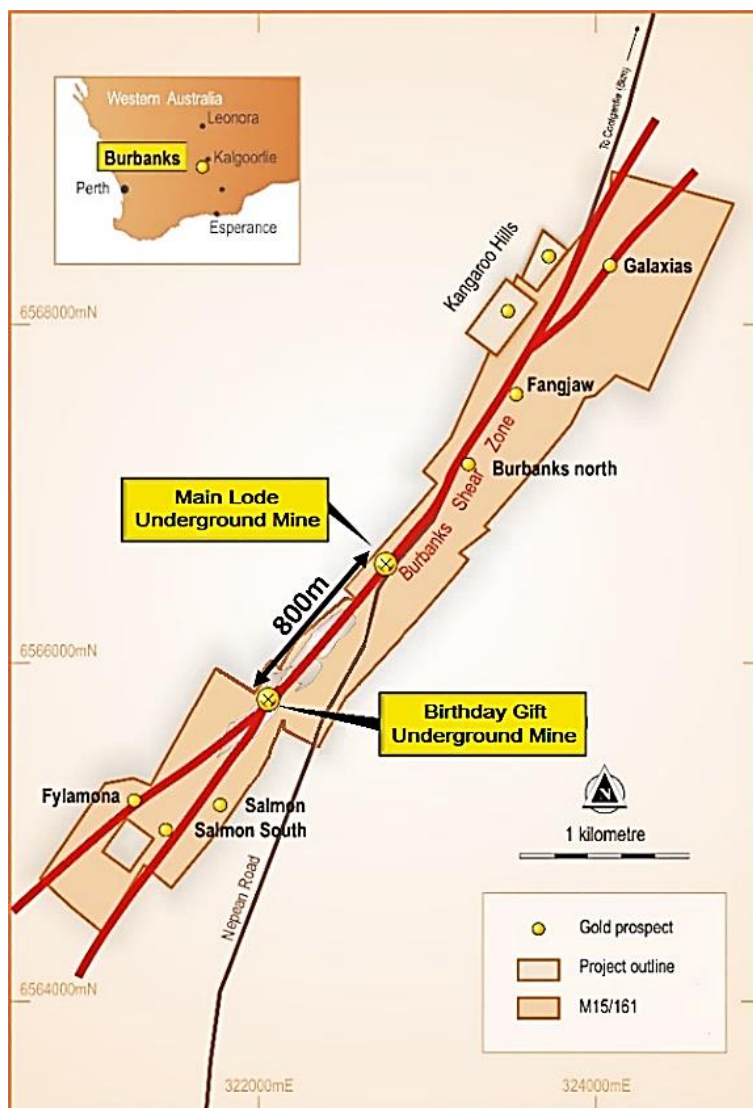 Western Australia
Leonora
Burbanks
Kalgoorlie
Perth
Esperance
To Coolgardie (8km)
Kangaroo Hills
Galaxias
6568000mN
Fangjaw
Burbanks north
Burbanks Shear Zone
Main Lode
Underground Mine
800m
6566000mN
Birthday Gift
Underground Mine
Fylamona
Salmon
Salmon South
N
1 kilometre
Nepean Road
Gold prospect
Project outline
M15/161
6564000mN
322000mE
324000mE